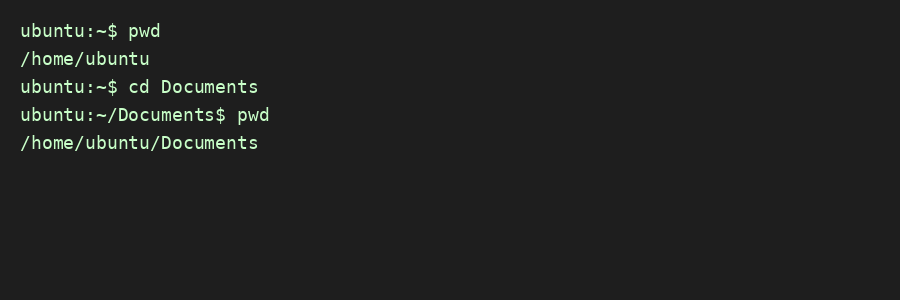 ubuntu:~$ pwd
/home/ubuntu
ubuntu:~$ cd Documents
ubuntu:~/Documents$ pwd
/home/ubuntu/Documents